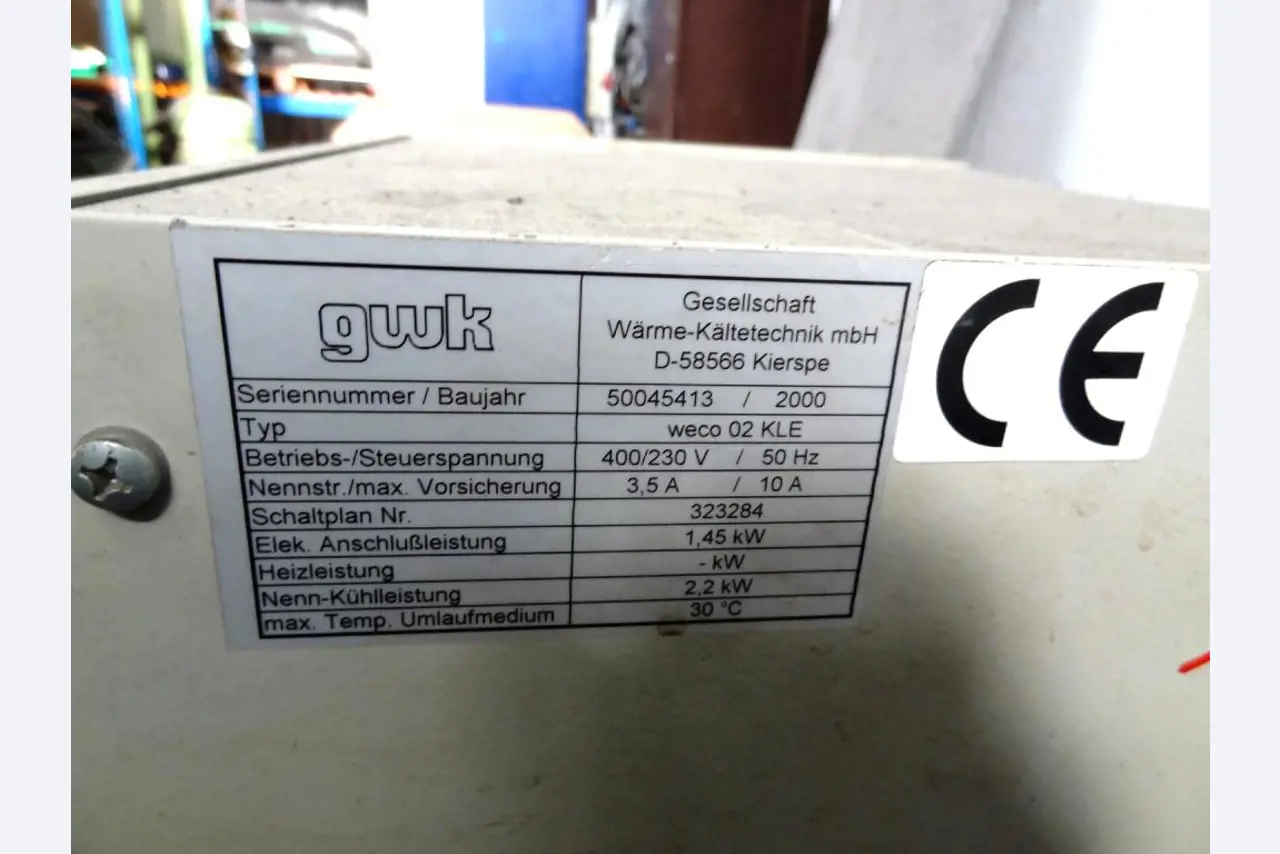 gwk
Gesellschaft
Wärme-Kältetechnik mbH
D-58566 Kierspe
Seriennummer / Baujahr 50045413 / 2000
Typ weco 02 KLE
Betriebs-/Steuerspannung 400/230 V / 50 Hz
Nennstr./max. Vorsicherung 3,5 A / 10 A
Schaltplan Nr. 323284
Elek. Anschlußleistung 1,45 kW
Heizleistung - kW
Nenn-Kühlleistung 2,2 kW
max. Temp. Umlaufmedium 30 °C
CE